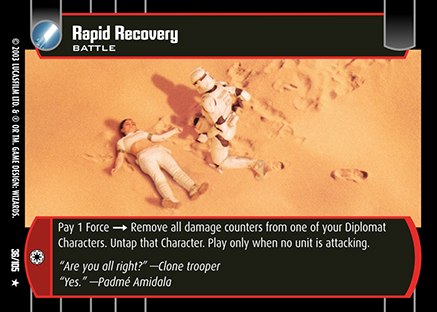 Rapid Recovery
BATTLE
Pay 1 Force → Remove all damage counters from one of your Diplomat
Characters. Untap that Character. Play only when no unit is attacking.
“Are you all right?” —Clone trooper
“Yes.” —Padmé Amidala
© 2003 LUCASFILM LTD. & ® OR TM. GAME DESIGN: WIZARDS.
36/105 ★